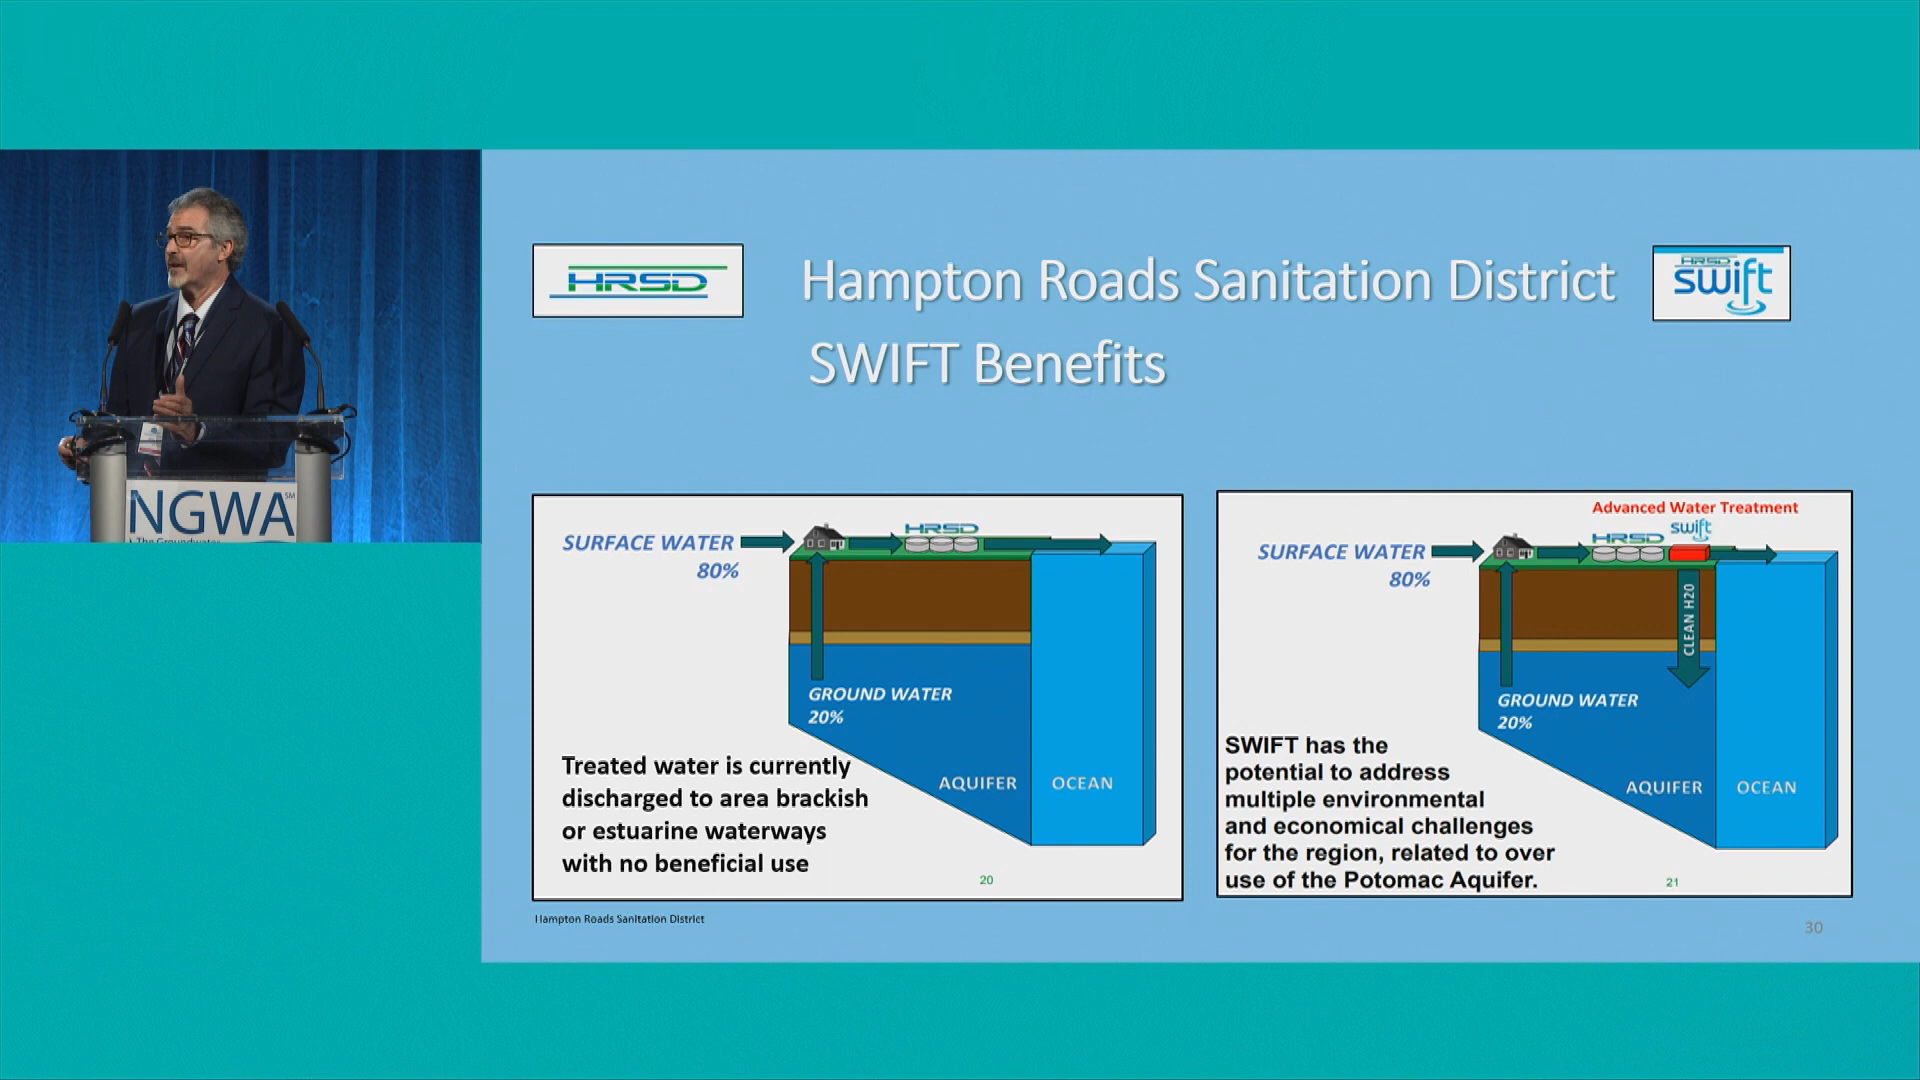 NGWA SM
The Groundwater
HRSD
Hampton Roads Sanitation District
SWIFT Benefits
HRSD
swift
SURFACE WATER
80%
HRSD
GROUND WATER
20%
AQUIFER
OCEAN
Treated water is currently
discharged to area brackish
or estuarine waterways
with no beneficial use
20
Advanced Water Treatment
swift
HRSD
SURFACE WATER
80%
CLEAN H20
GROUND WATER
20%
AQUIFER
OCEAN
SWIFT has the
potential to address
multiple environmental
and economical challenges
for the region, related to over
use of the Potomac Aquifer.
21
Hampton Roads Sanitation District
30